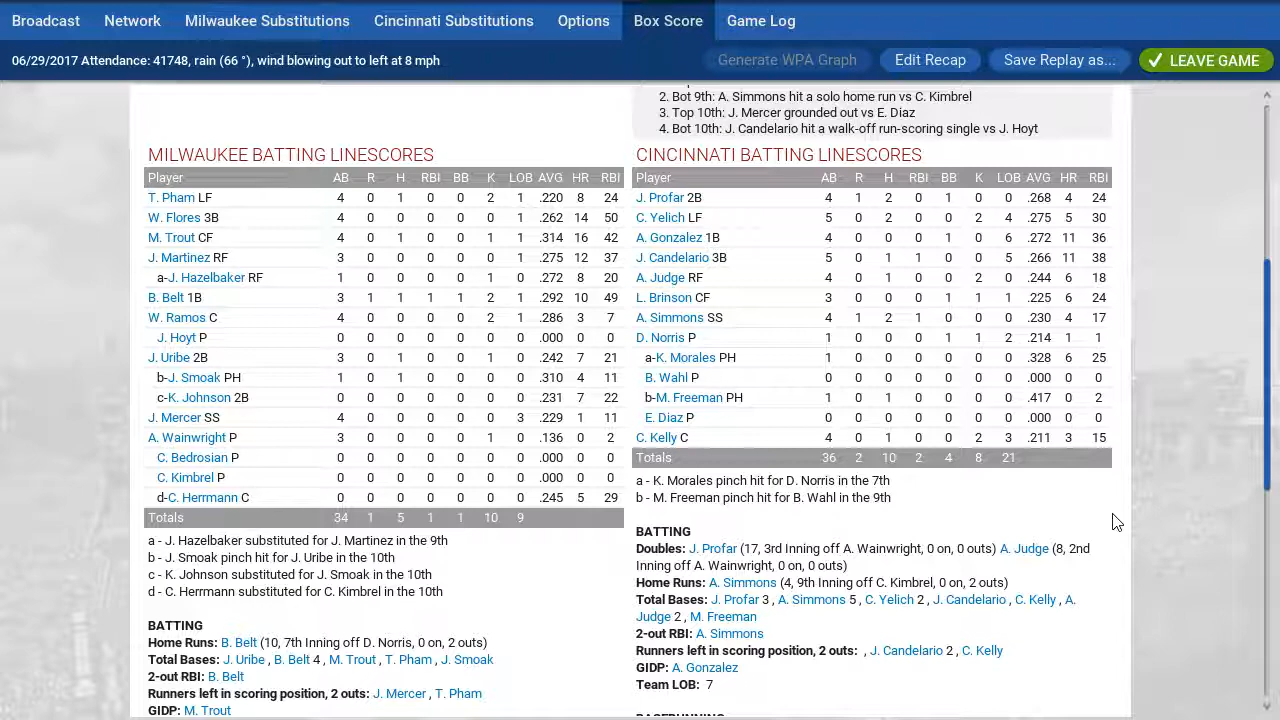 Broadcast Network Milwaukee Substitutions Cincinnati Substitutions Options Box Score Game Log
06/29/2017 Attendance: 41748, rain (66 °), wind blowing out to left at 8 mph Generate WPA Graph Edit Recap Save Replay as... LEAVE GAME
2. Bot 9th: A. Simmons hit a solo home run vs C. Kimbrel
3. Top 10th: J. Mercer grounded out vs E. Diaz
4. Bot 10th: J. Candelario hit a walk-off run-scoring single vs J. Hoyt
MILWAUKEE BATTING LINESCORES
Player AB R H RBI BB K LOB AVG HR RBI
T. Pham LF 4 0 1 0 0 2 1 .220 8 24
W. Flores 3B 4 0 0 0 0 0 1 .262 14 50
M. Trout CF 4 0 1 0 0 1 1 .314 16 42
J. Martinez RF 3 0 0 0 0 0 1 .275 12 37
a-J. Hazelbaker RF 1 0 0 0 0 1 0 .272 8 20
B. Belt 1B 3 1 1 1 1 2 1 .292 10 49
W. Ramos C 4 0 0 0 0 2 1 .286 3 7
J. Hoyt P 0 0 0 0 0 0 0 .000 0 0
J. Uribe 2B 3 0 1 0 0 1 0 .242 7 21
b-J. Smoak PH 1 0 1 0 0 0 0 .310 4 11
c-K. Johnson 2B 0 0 0 0 0 0 0 .231 7 22
J. Mercer SS 4 0 0 0 0 0 3 .229 1 11
A. Wainwright P 3 0 0 0 0 1 0 .136 0 2
C. Bedrosian P 0 0 0 0 0 0 0 .000 0 0
C. Kimbrel P 0 0 0 0 0 0 0 .000 0 0
d-C. Herrmann C 0 0 0 0 0 0 0 .245 5 29
Totals 34 1 5 1 1 10 9
a - J. Hazelbaker substituted for J. Martinez in the 9th
b - J. Smoak pinch hit for J. Uribe in the 10th
c - K. Johnson substituted for J. Smoak in the 10th
d - C. Herrmann substituted for C. Kimbrel in the 10th
BATTING
Home Runs: B. Belt (10, 7th Inning off D. Norris, 0 on, 2 outs)
Total Bases: J. Uribe , B. Belt 4 , M. Trout , T. Pham , J. Smoak
2-out RBI: B. Belt
Runners left in scoring position, 2 outs: J. Mercer , T. Pham
GIDP: M. Trout
CINCINNATI BATTING LINESCORES
Player AB R H RBI BB K LOB AVG HR RBI
J. Profar 2B 4 1 2 0 1 0 0 .268 4 24
C. Yelich LF 5 0 2 0 0 2 4 .275 5 30
A. Gonzalez 1B 4 0 0 0 1 0 6 .272 11 36
J. Candelario 3B 5 0 1 1 0 0 5 .266 11 38
A. Judge RF 4 0 1 0 0 2 0 .244 6 18
L. Brinson CF 3 0 0 0 1 1 1 .225 6 24
A. Simmons SS 4 1 2 1 0 0 0 .230 4 17
D. Norris P 1 0 0 0 1 1 2 .214 1 1
a-K. Morales PH 1 0 0 0 0 0 0 .328 6 25
B. Wahl P 0 0 0 0 0 0 0 .000 0 0
b-M. Freeman PH 1 0 1 0 0 0 0 .417 0 2
E. Diaz P 0 0 0 0 0 0 0 .000 0 0
C. Kelly C 4 0 1 0 0 2 3 .211 3 15
Totals 36 2 10 2 4 8 21
a - K. Morales pinch hit for D. Norris in the 7th
b - M. Freeman pinch hit for B. Wahl in the 9th
BATTING
Doubles: J. Profar (17, 3rd Inning off A. Wainwright, 0 on, 0 outs) A. Judge (8, 2nd
Inning off A. Wainwright, 0 on, 0 outs)
Home Runs: A. Simmons (4, 9th Inning off C. Kimbrel, 0 on, 2 outs)
Total Bases: J. Profar 3 , A. Simmons 5 , C. Yelich 2 , J. Candelario , C. Kelly , A.
Judge 2 , M. Freeman
2-out RBI: A. Simmons
Runners left in scoring position, 2 outs: , J. Candelario 2 , C. Kelly
GIDP: A. Gonzalez
Team LOB: 7